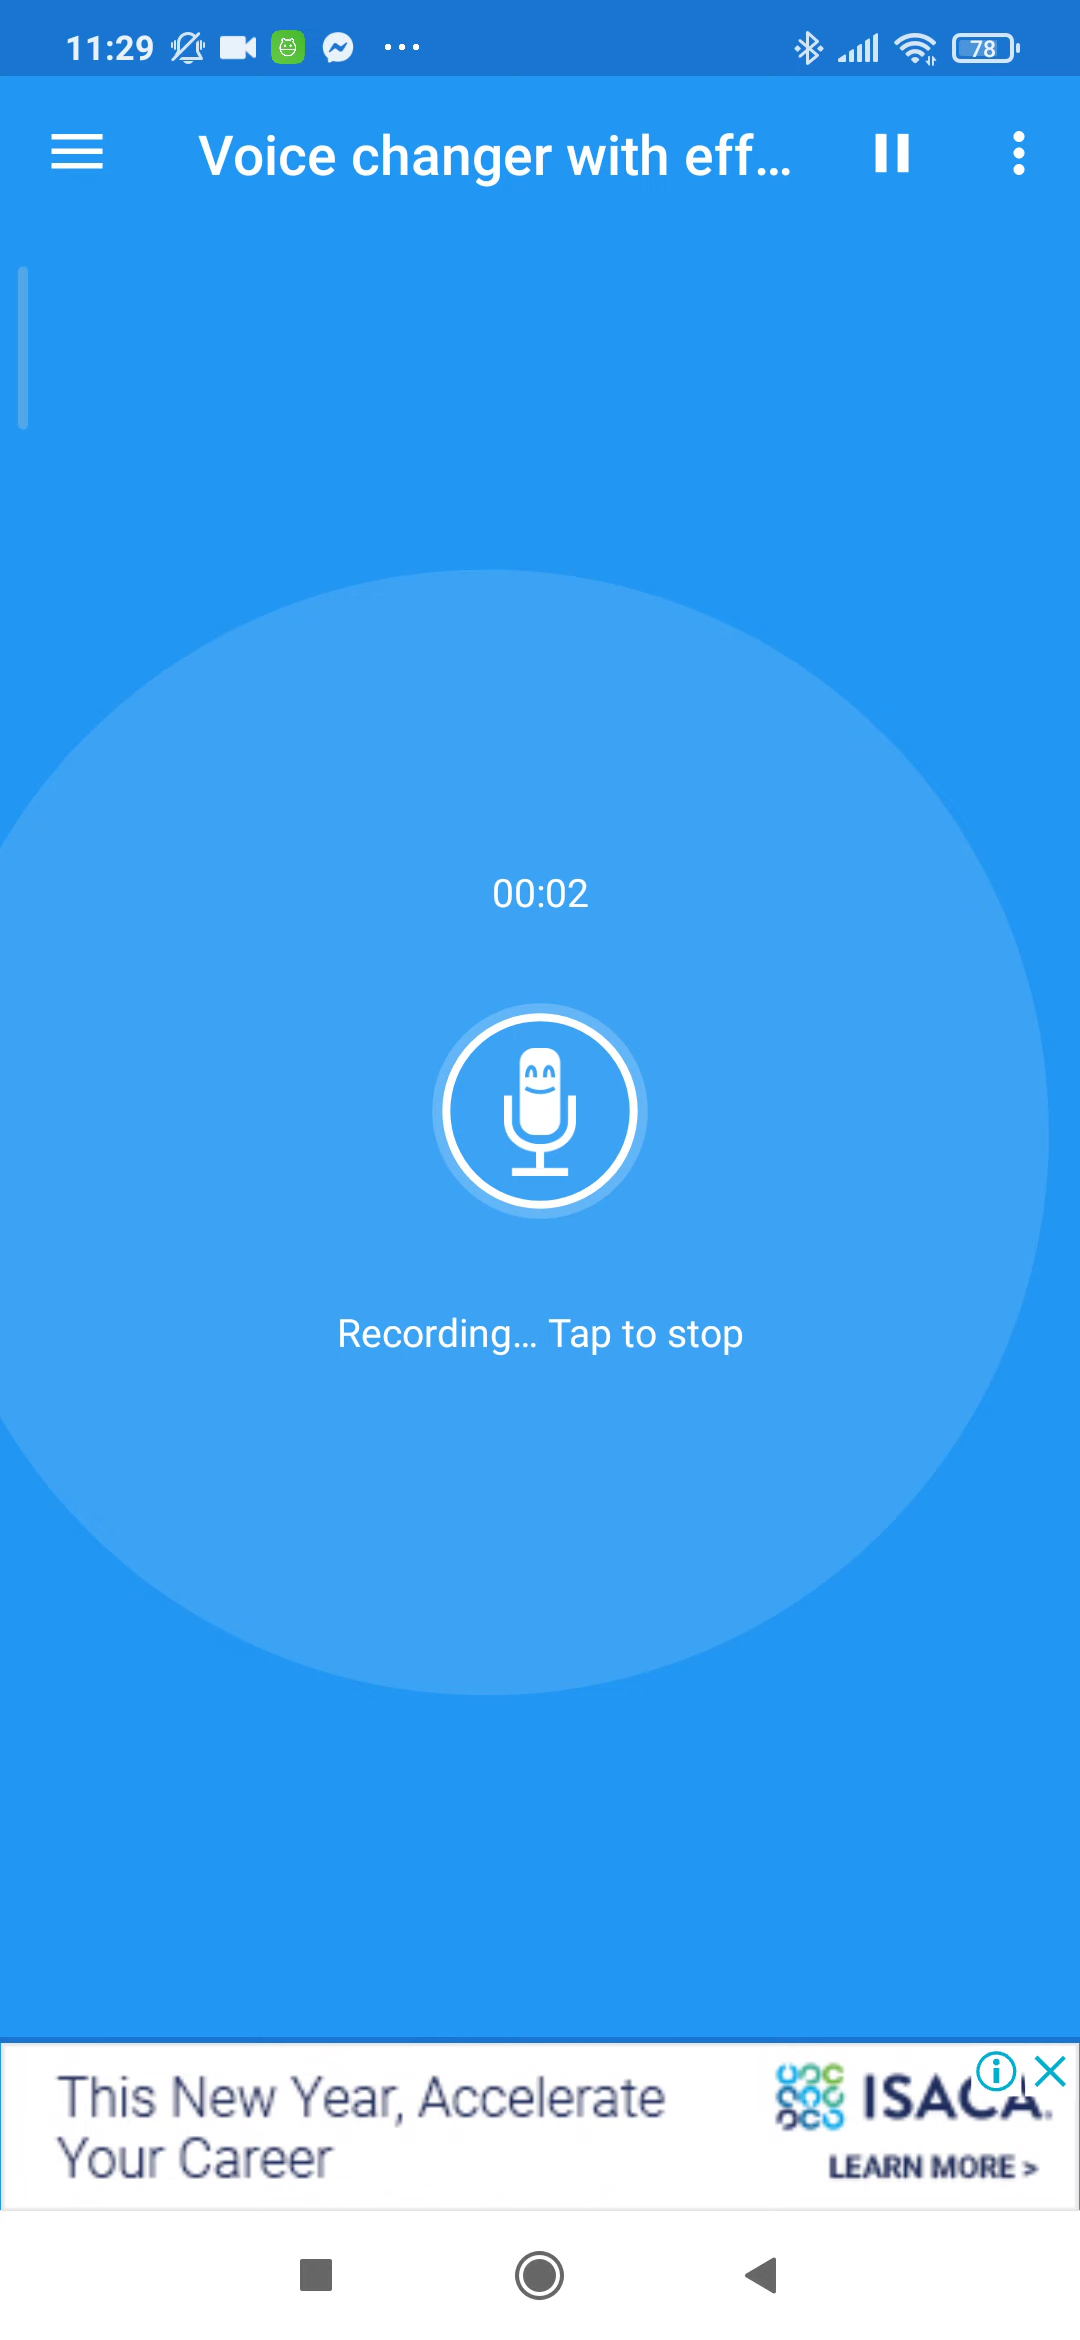 11:29
78
Voice changer with eff...
00:02
Recording... Tap to stop
This New Year, Accelerate
Your Career
ISACA.
LEARN MORE >